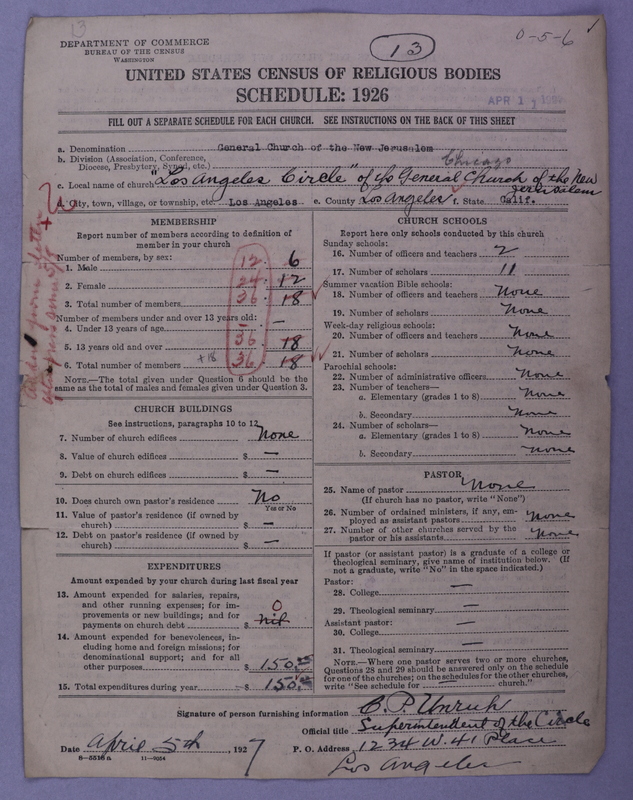 13
13
0-5-6
DEPARTMENT OF COMMERCE
BUREAU OF THE CENSUS
WASHINGTON
UNITED STATES CENSUS OF RELIGIOUS BODIES
SCHEDULE: 1926
APR 1
FILL OUT A SEPARATE SCHEDULE FOR EACH CHURCH. SEE INSTRUCTIONS ON THE BACK OF THIS SHEET
a. Denomination General Church of the New Jerusalem
b. Division (Association, Conference,
Diocese, Presbytery, Synod, etc.) Chicago
c. Local name of church "Los Angeles Circle" of c/o General Church of the New
Jerusalem
d. City, town, village, or township, etc. Los Angeles e. County Los Angeles f. State Calif.
MEMBERSHIP
Report number of members according to definition of
member in your church
Number of members, by sex:
1. Male 12 6
2. Female 24 12
3. Total number of members 36 18
Number of members under and over 13 years old:
4. Under 13 years of age - —
5. 13 years old and over 36 18
6. Total number of members +18 36 18
NOTE.—The total given under Question 6 should be the
same as the total of males and females given under Question 3.
CHURCH BUILDINGS
See instructions, paragraphs 10 to 12
7. Number of church edifices None
8. Value of church edifices $ —
9. Debt on church edifices $ —
10. Does church own pastor's residence No
Yes or No
11. Value of pastor's residence (if owned by
church) $ —
12. Debt on pastor's residence (if owned by
church) $ —
EXPENDITURES
Amount expended by your church during last fiscal year
13. Amount expended for salaries, repairs,
and other running expenses; for im-
provements or new buildings; and for
payments on church debt $ nil 0
14. Amount expended for benevolences, in-
cluding home and foreign missions; for
denominational support; and for all
other purposes $ 150.00
15. Total expenditures during year $ 150.00
CHURCH SCHOOLS
Report here only schools conducted by this church
Sunday schools:
16. Number of officers and teachers 2
17. Number of scholars 11
Summer vacation Bible schools:
18. Number of officers and teachers None
19. Number of scholars None
Week-day religious schools:
20. Number of officers and teachers None
21. Number of scholars None
Parochial schools:
22. Number of administrative officers None
23. Number of teachers—
a. Elementary (grades 1 to 8) None
b. Secondary None
24. Number of scholars—
a. Elementary (grades 1 to 8) None
b. Secondary None
PASTOR
25. Name of pastor None
(If church has no pastor, write "None")
26. Number of ordained ministers, if any, em-
ployed as assistant pastors None
27. Number of other churches served by the
pastor or his assistants None
If pastor (or assistant pastor) is a graduate of a college or
theological seminary, give name of institution below. (If
not a graduate, write "No" in the space indicated.)
Pastor:
28. College —
29. Theological seminary —
Assistant pastor:
30. College —
31. Theological seminary —
NOTE.—Where one pastor serves two or more churches,
Questions 28 and 29 should be answered only on the schedule
for one of the churches; on the schedules for the other churches,
write "See schedule for — church."
Signature of person furnishing information C. P. Unruh
Official title Superintendent of the Circle
Date April 5th, 1927 P. O. Address 1234 W. 41 Place
Los Angeles
8-5518a 11-9054